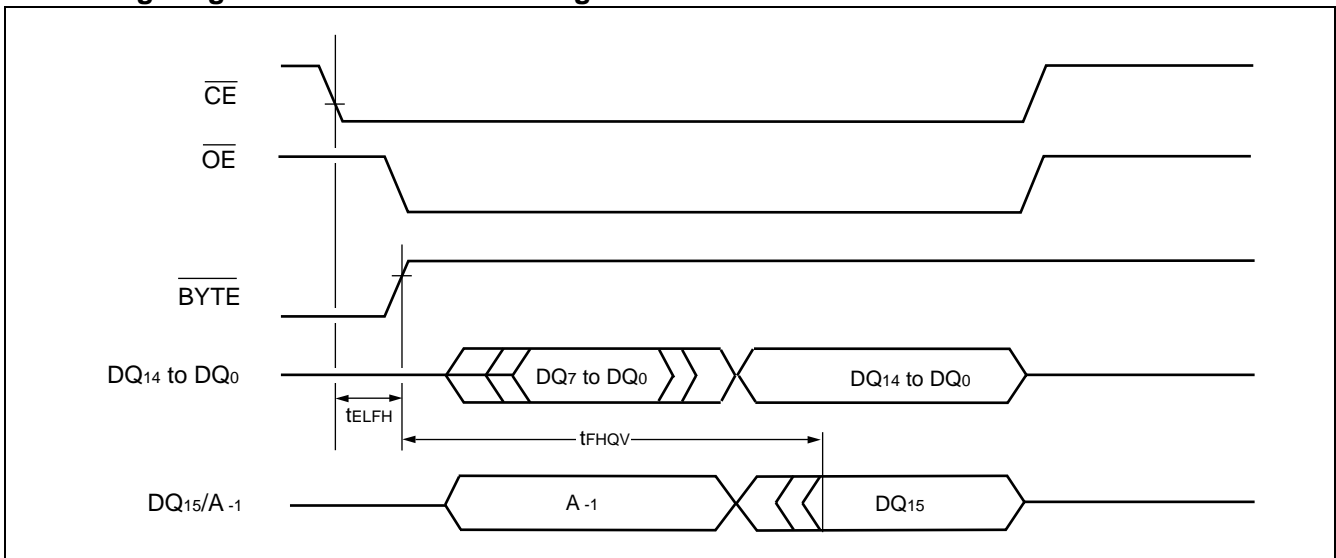 CE
OE
BYTE
DQ14 to DQ0
DQ7 to DQ0
DQ14 to DQ0
tELFH
tFHQV
DQ15/A -1
A -1
DQ15